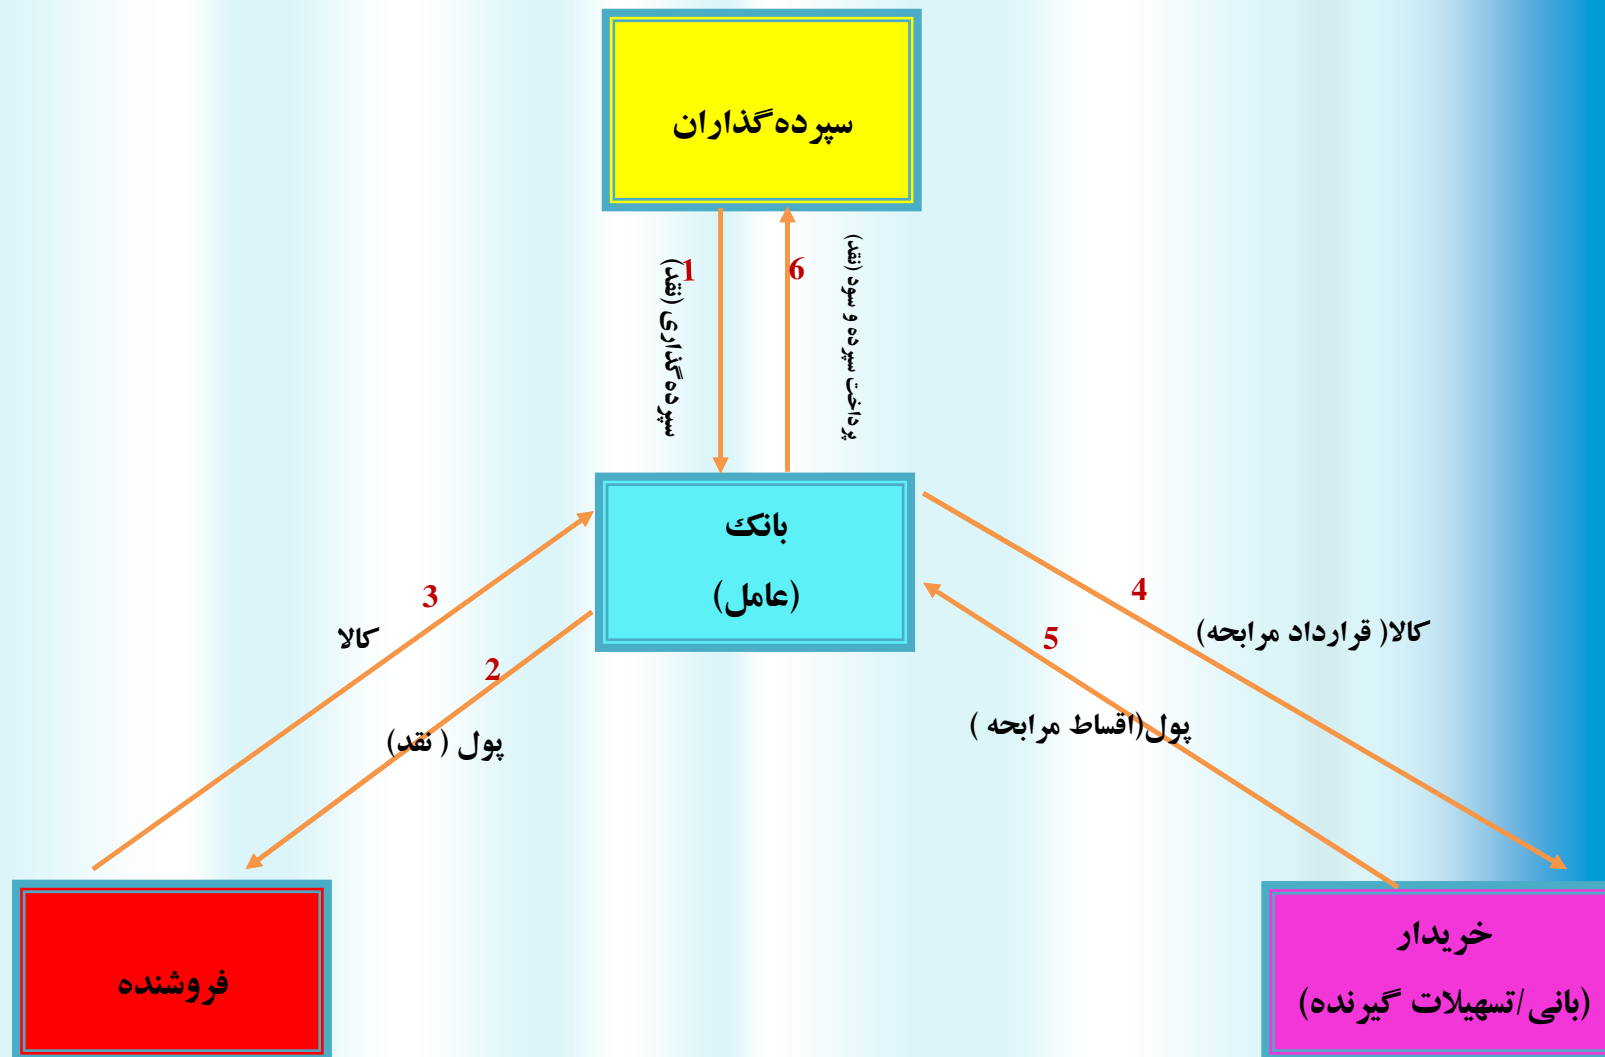 سپرده‌گذاران
1
سپرده‌گذاری (نقد)
6
پرداخت سپرده و سود (نقد)
بانک
(عامل)
3
کالا
2
پول ( نقد)
4
کالا( قرارداد مرابحه)
5
پول(اقساط مرابحه )
فروشنده
خریدار
(بانی/تسهیلات گیرنده)